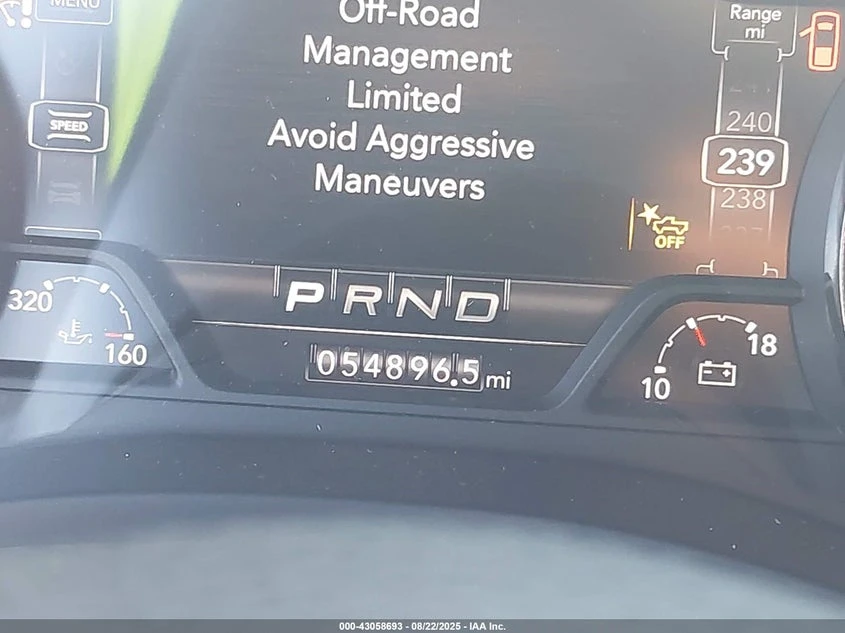 MENU
Off-Road
Management
Limited
Avoid Aggressive
Maneuvers
Range
mi
SPEED
240
239
238
OFF
PRND
320
160
054896.5 mi
10
18
000-43058693 - 08/22/2025 - IAA Inc.